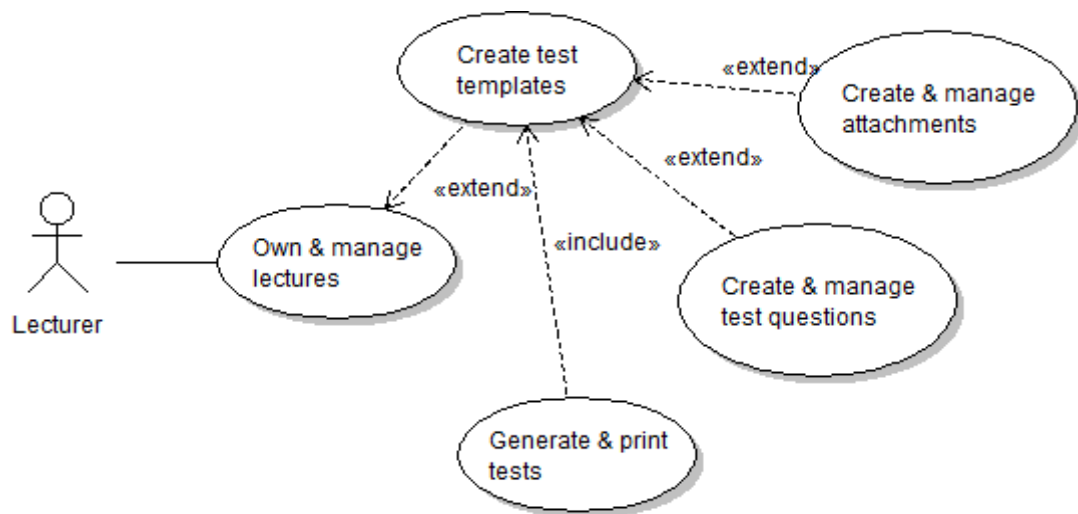 Create test
templates
«extend»
Create & manage
attachments
«extend»
«extend»
Own & manage
lectures
«include»
Create & manage
test questions
Lecturer
Generate & print
tests